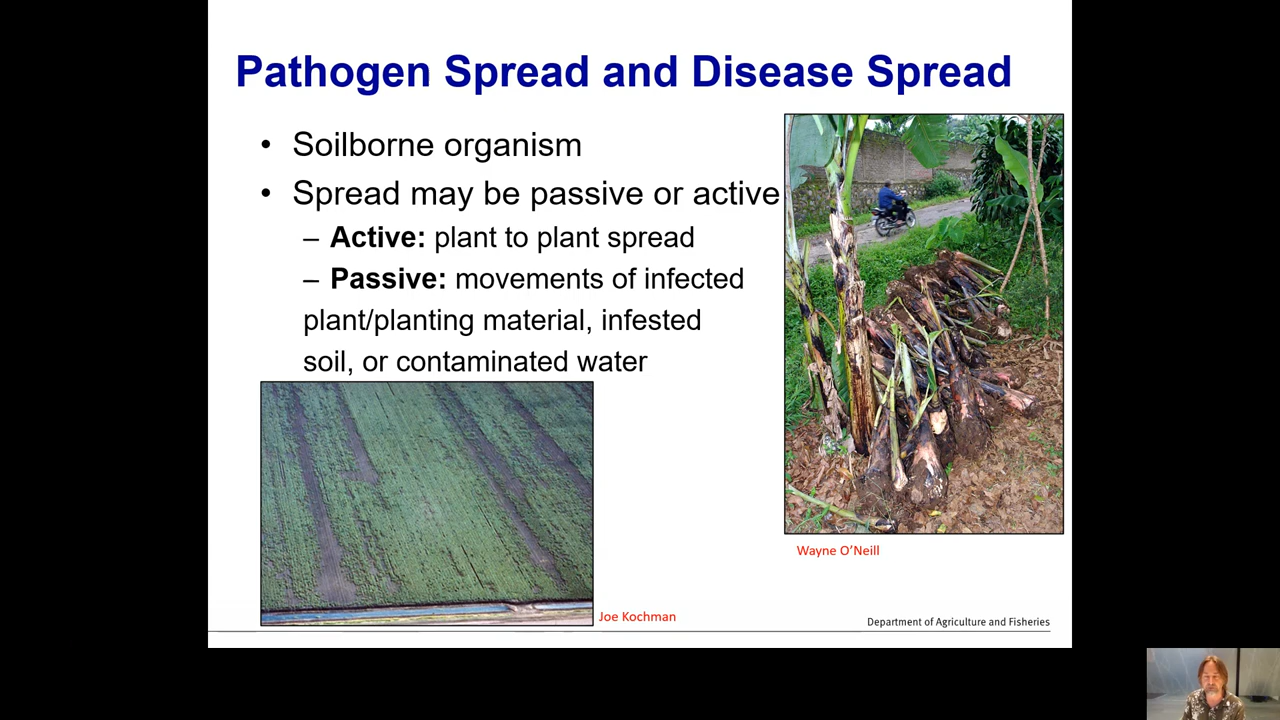 Pathogen Spread and Disease Spread
• Soilborne organism
• Spread may be passive or active
– Active: plant to plant spread
– Passive: movements of infected
plant/planting material, infested
soil, or contaminated water
Wayne O’Neill
Joe Kochman
Department of Agriculture and Fisheries